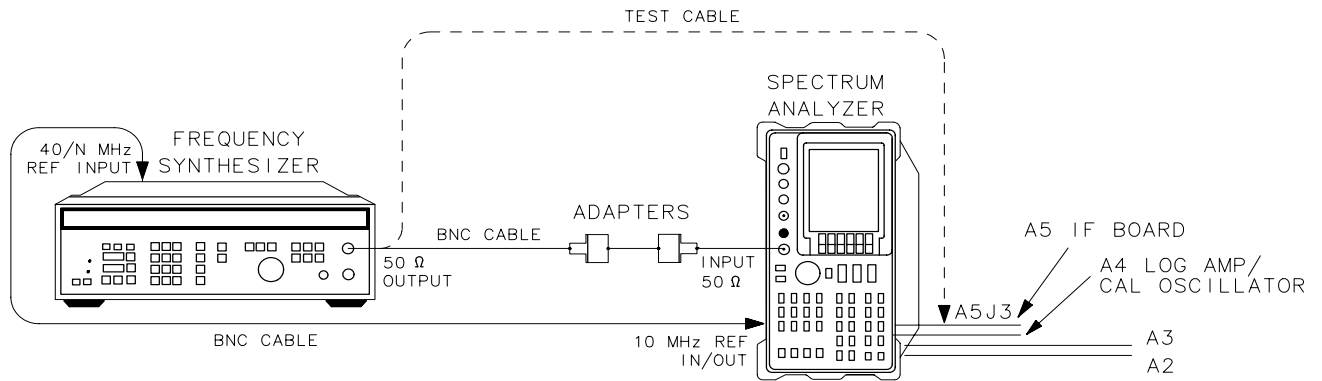 TEST CABLE
SPECTRUM
ANALYZER
40/N MHz
REF INPUT
FREQUENCY
SYNTHESIZER
ADAPTERS
BNC CABLE
50 Ω
OUTPUT
INPUT
50 Ω
A5 IF BOARD
A4 LOG AMP/
CAL OSCILLATOR
A5J3
BNC CABLE
10 MHz REF
IN/OUT
A3
A2